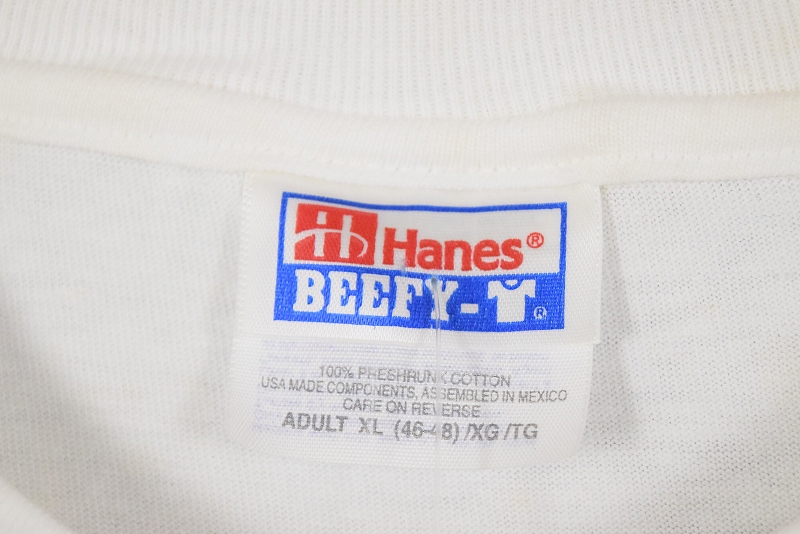 Hanes®
BEEFY-T®
100% PRESHRUNK COTTON
USA MADE COMPONENTS, ASSEMBLED IN MEXICO
CARE ON REVERSE
ADULT XL (46-48) /XG /TG